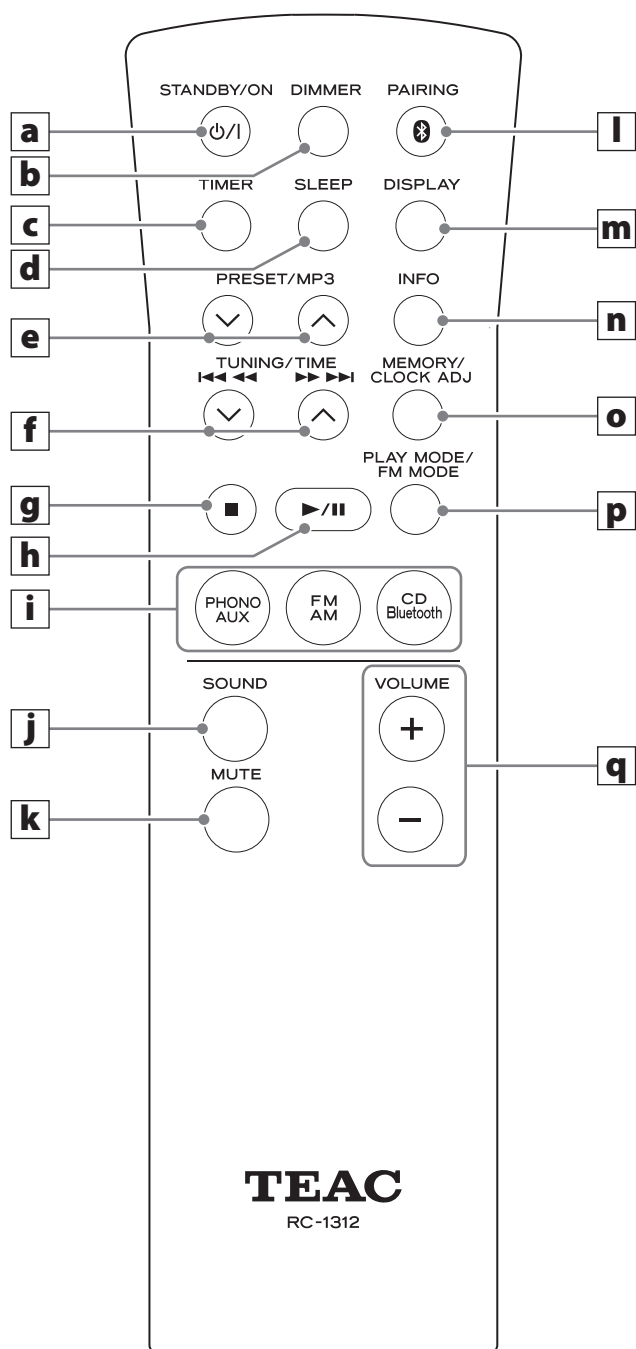 STANDBY/ON DIMMER PAIRING
a
⏻/I
l
b
TIMER SLEEP DISPLAY
c
m
d
PRESET/MP3 INFO
e
n
TUNING/TIME MEMORY/
CLOCK ADJ
f
o
PLAY MODE/
FM MODE
g
p
h
i
PHONO
AUX
FM
AM
CD
Bluetooth
SOUND VOLUME
j
+
q
MUTE
k
−
TEAC
RC-1312